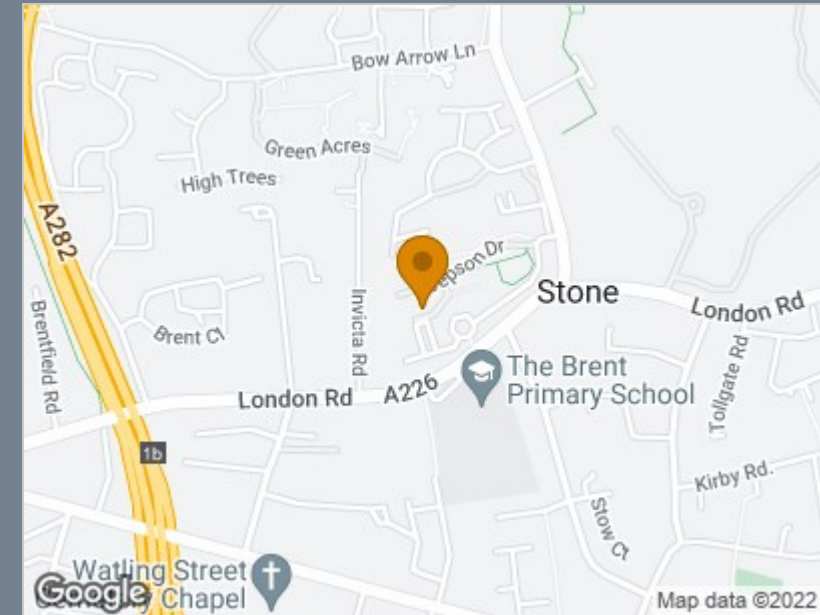 Bow Arrow Ln
Green Acres
High Trees
A282
Dr
Stone
London Rd
Brentfield Rd
Brent Ct
Invicta Rd
Tollgate Rd
The Brent
Primary School
London Rd
A226
1b
Kirby Rd.
Stow Ct
Watling Street
Chapel
Google
Map data ©2022